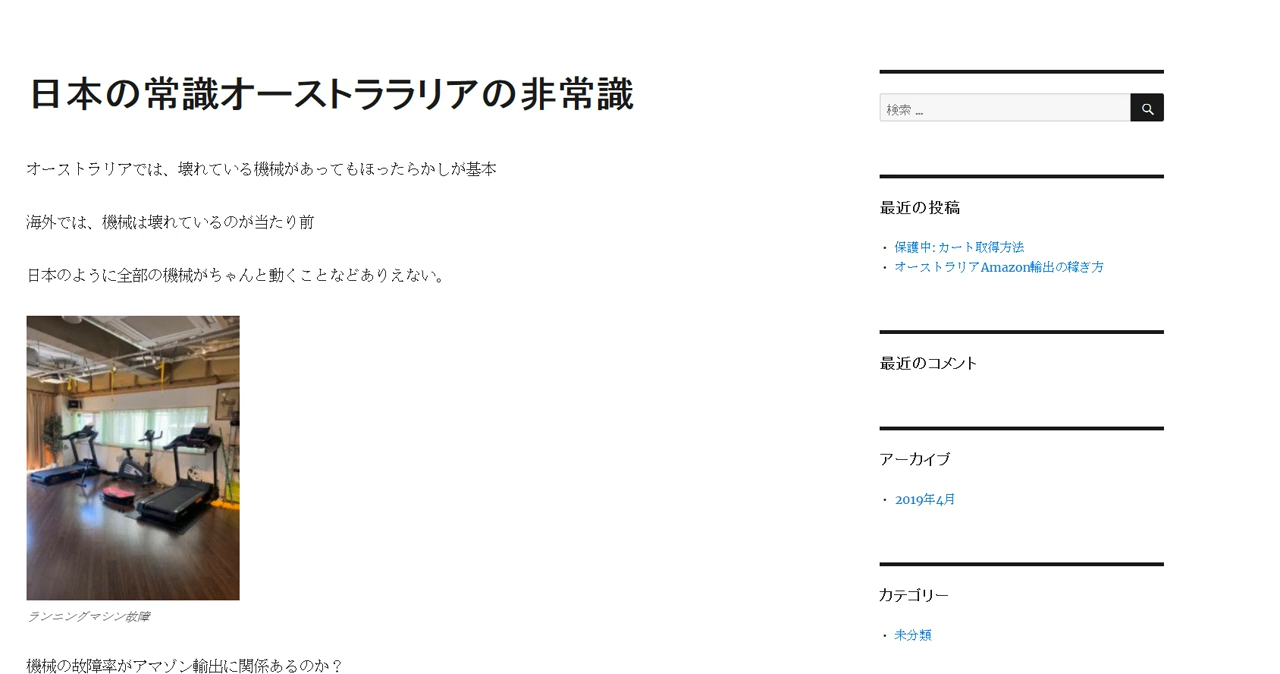 日本の常識オーストララリアの非常識
オーストラリアでは、壊れている機械があってもほったらかしが基本
海外では、機械は壊れているのが当たり前
日本のように全部の機械がちゃんと動くことなどありえない。
ランニングマシン故障
機械の故障率がアマゾン輸出に関係あるのか？
検索 ...
最近の投稿
・ 保護中: カート取得方法
・ オーストラリアAmazon輸出の稼ぎ方
最近のコメント
アーカイブ
・ 2019年4月
カテゴリー
・ 未分類